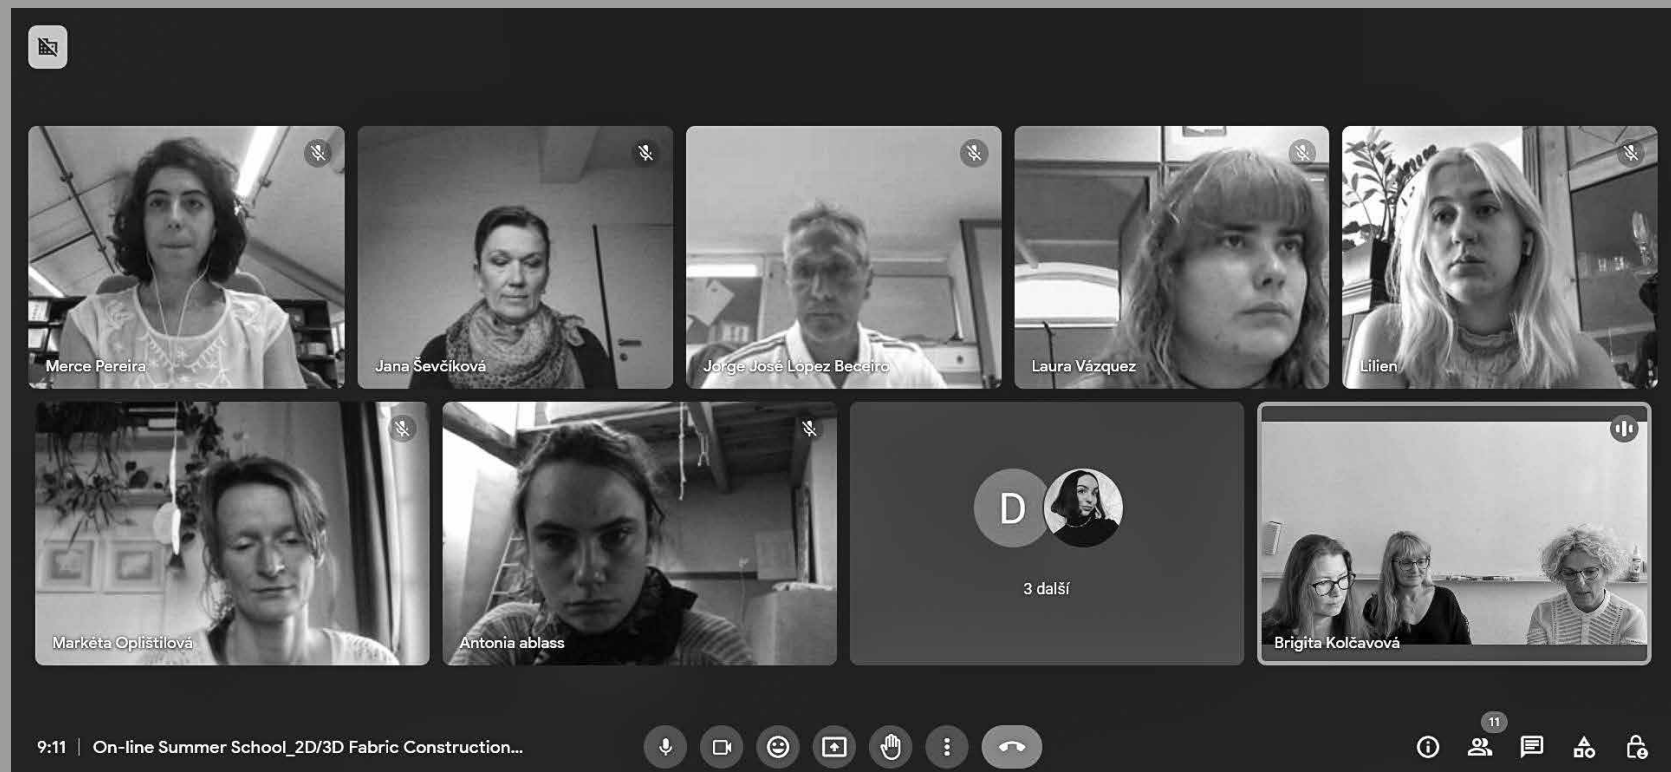 Merce Pereira
Jana Ševčíková
Jorge José López Beceiro
Laura Vázquez
Lilien
Markéta Oplištilová
Antonia ablass
D
3 další
Brigita Kolčavová
11
9:11 | On-line Summer School_2D/3D Fabric Construction...